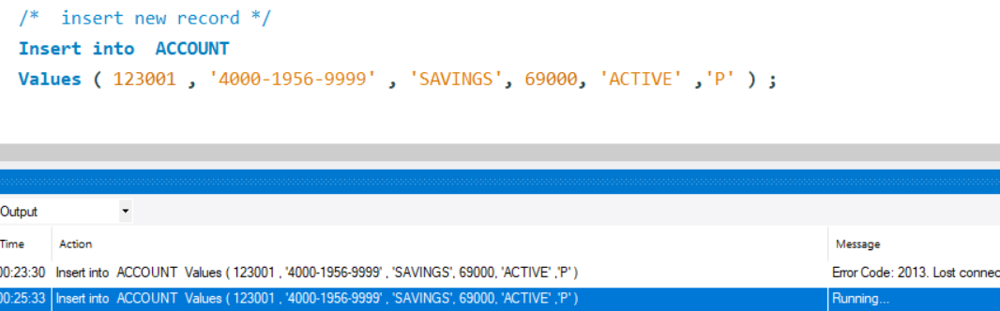 /*  insert new record */
Insert into  ACCOUNT
Values ( 123001 , '4000-1956-9999' , 'SAVINGS', 69000, 'ACTIVE' ,'P' ) ;
Output
Time Action Message
00:23:30 Insert into  ACCOUNT  Values ( 123001 , '4000-1956-9999' , 'SAVINGS', 69000, 'ACTIVE' ,'P' ) Error Code: 2013. Lost connec
00:25:33 Insert into  ACCOUNT  Values ( 123001 , '4000-1956-9999' , 'SAVINGS', 69000, 'ACTIVE' ,'P' ) Running...